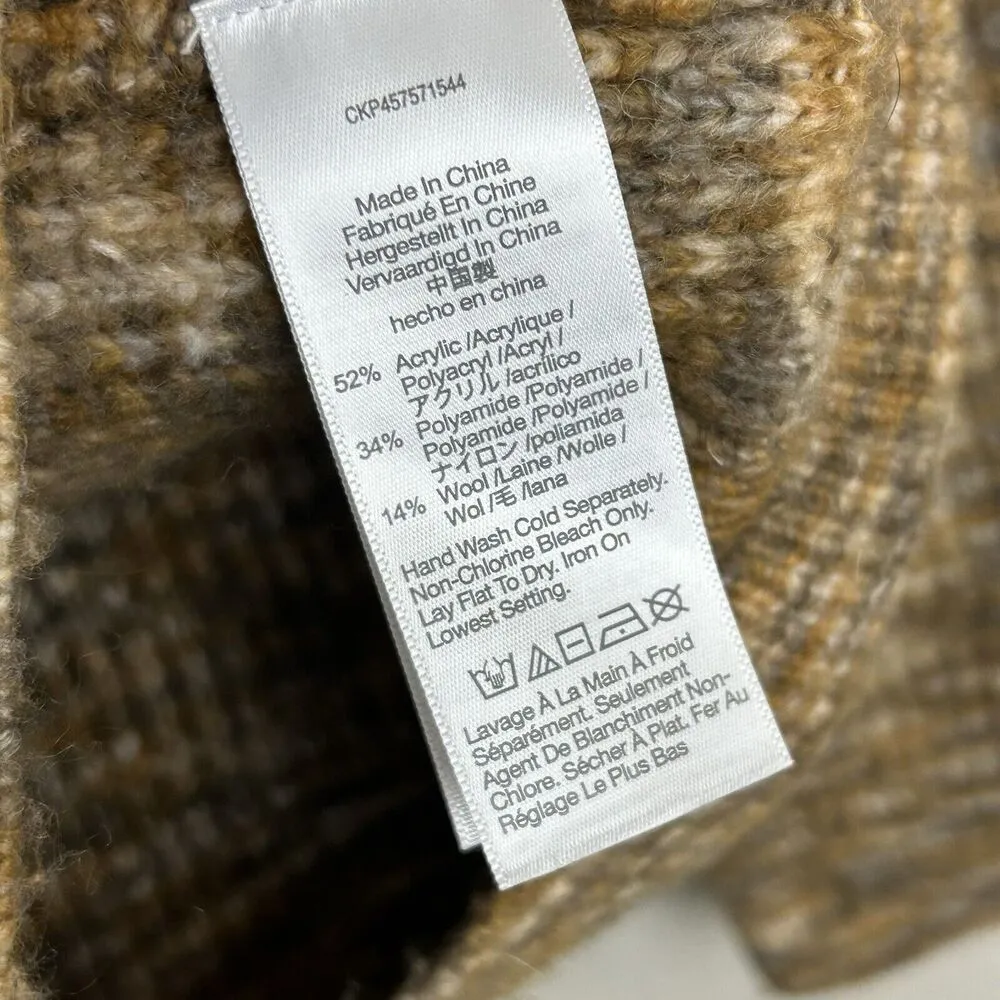 CKP457571544
Made In China
Fabriqué En Chine
Hergestellt In China
Vervaardigd In China
中国製
hecho en china
52% Acrylic /Acrylique /
Polyacryl /Acryl /
アクリル /acrílico
34% Polyamide /Polyamide /
Polyamide /Polyamide /
ナイロン /poliamida
14% Wool /Laine /Wolle /
Wol /毛 /lana
Hand Wash Cold Separately.
Non-Chlorine Bleach Only.
Lay Flat To Dry. Iron On
Lowest Setting.
Lavage À La Main À Froid
Séparément. Seulement
Agent De Blanchiment Non-
Chlore. Sécher À Plat. Fer Au
Réglage Le Plus Bas